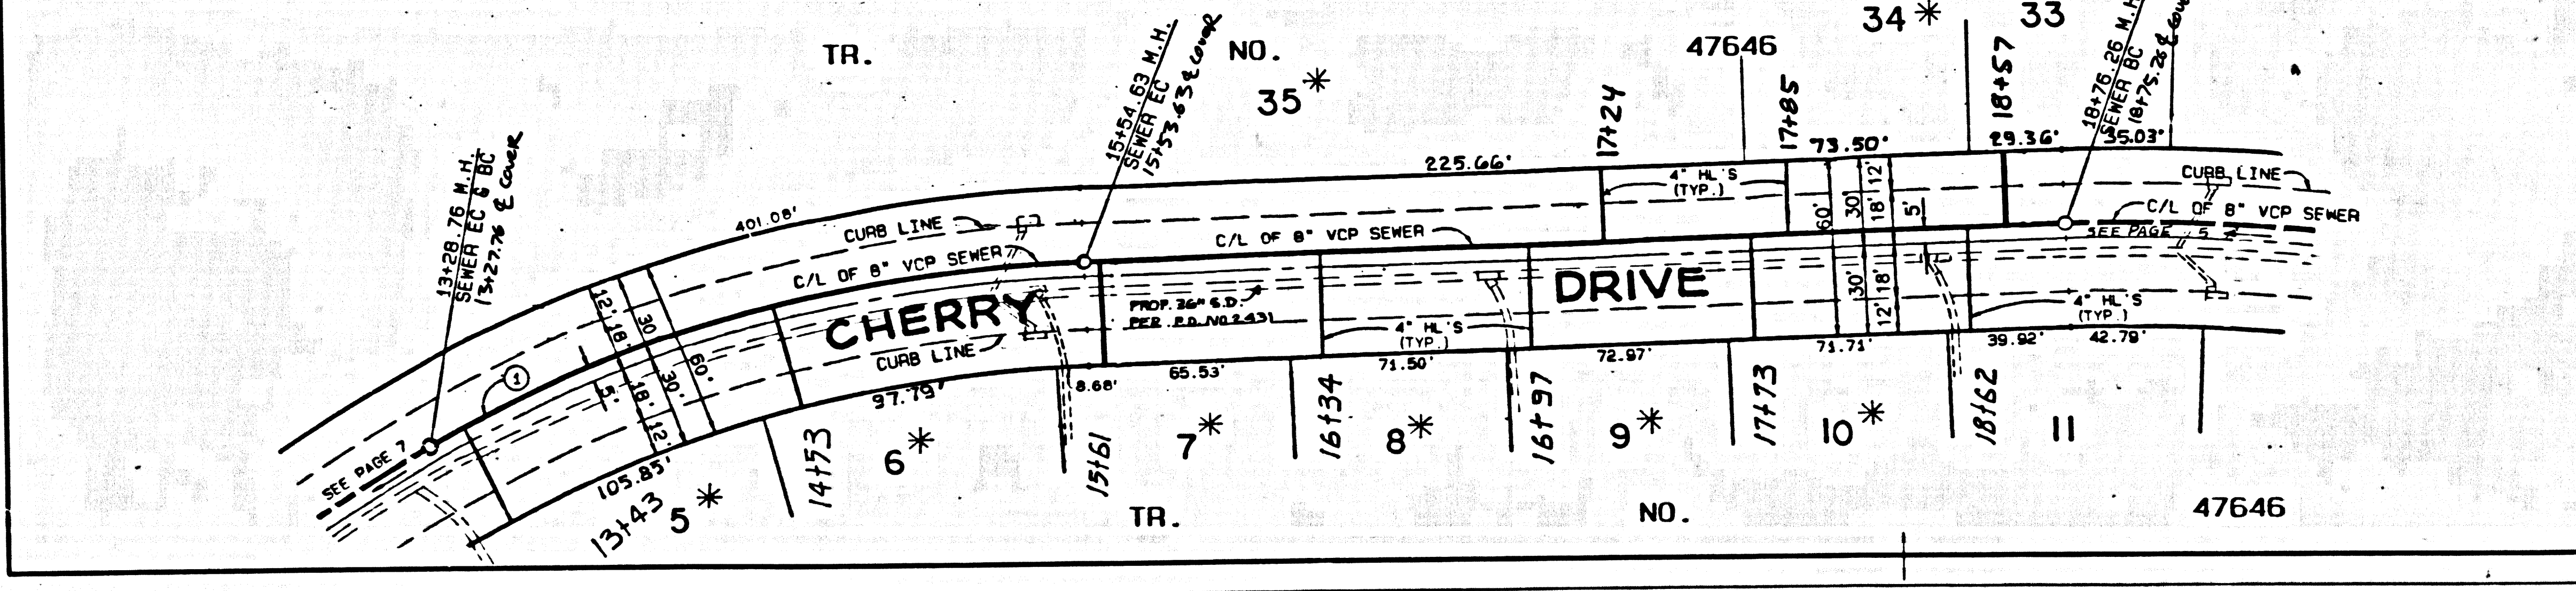 TR.
NO.
47646
34 *
33
35 *
13+28.76 M.H.
SEWER EC & BC
13+27.76 ℄ COVER
15+54.63 M.H.
SEWER EC
15+53.63 ℄ COVER
17+24
17+85
18+57
18+76.26 M.H.
SEWER BC
18+75.26 ℄ COVER
401.08'
225.66'
73.50'
29.36'
35.03'
CURB LINE
C/L OF 8" VCP SEWER
C/L OF 8" VCP SEWER
4" HL'S
(TYP.)
60'
30'
18' 12'
5'
CURB LINE
C/L OF 8" VCP SEWER
SEE PAGE 5
12' 18'
30'
60'
5'
18' 12'
30'
1
SEE PAGE 7
CHERRY
DRIVE
CURB LINE
PROP. 36" S.D.
PER P.D. NO 2431
4" HL'S
(TYP.)
30'
12' 18'
4" HL'S
(TYP.)
105.85'
97.79'
8.68'
65.53'
71.50'
72.97'
71.71'
39.92'
42.79'
13+43
14+53
15+61
16+34
16+97
17+73
18+62
5 *
6 *
7 *
8 *
9 *
10 *
11
TR.
NO.
47646